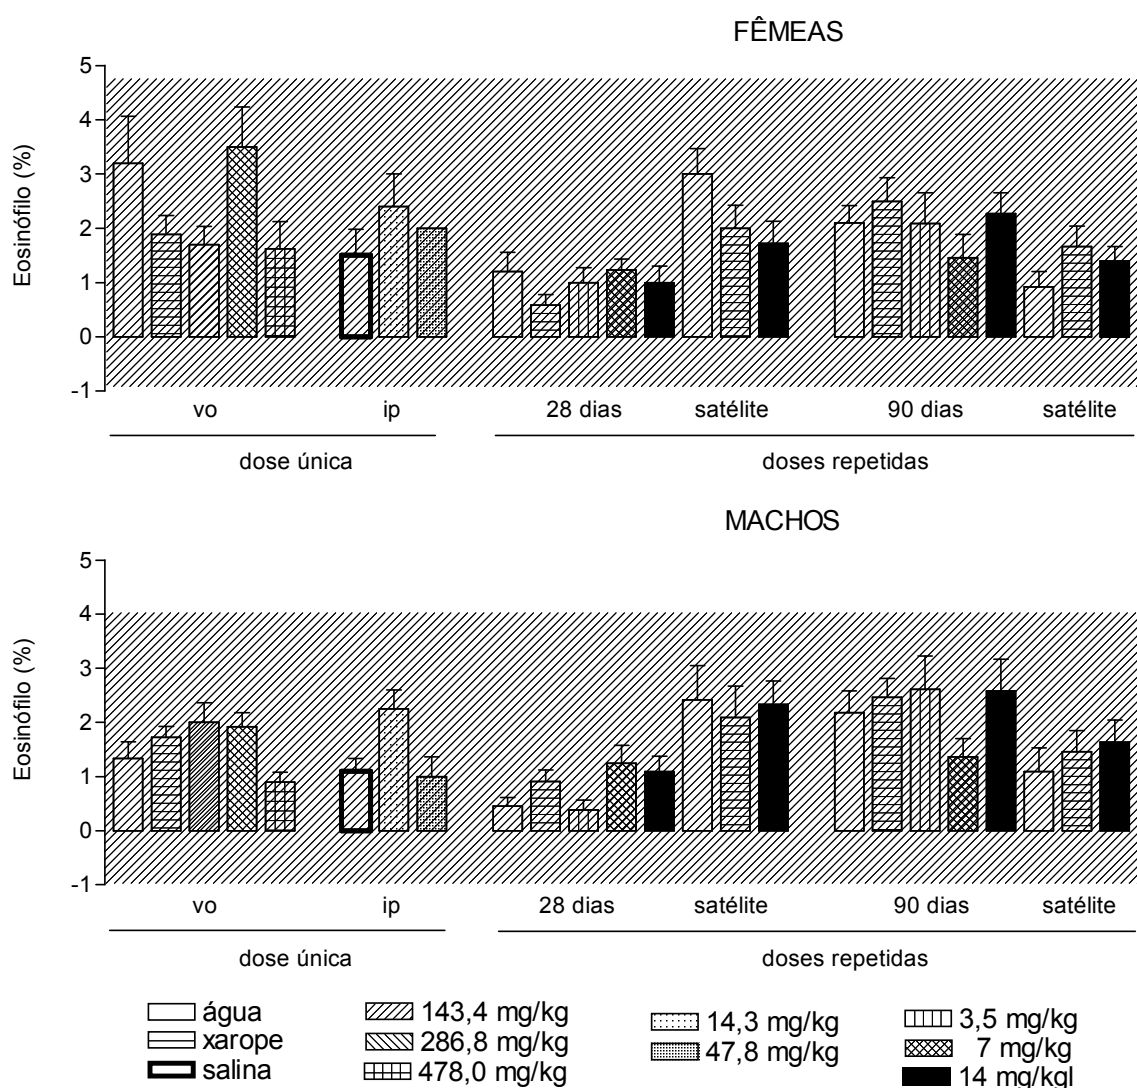 FÊMEAS
Eosinófilo (%)
5
4
3
2
1
0
-1
vo ip 28 dias satélite 90 dias satélite
dose única doses repetidas
MACHOS
Eosinófilo (%)
5
4
3
2
1
0
-1
vo ip 28 dias satélite 90 dias satélite
dose única doses repetidas
água 143,4 mg/kg 14,3 mg/kg 3,5 mg/kg
xarope 286,8 mg/kg 47,8 mg/kg 7 mg/kg
salina 478,0 mg/kg 14 mg/kgl